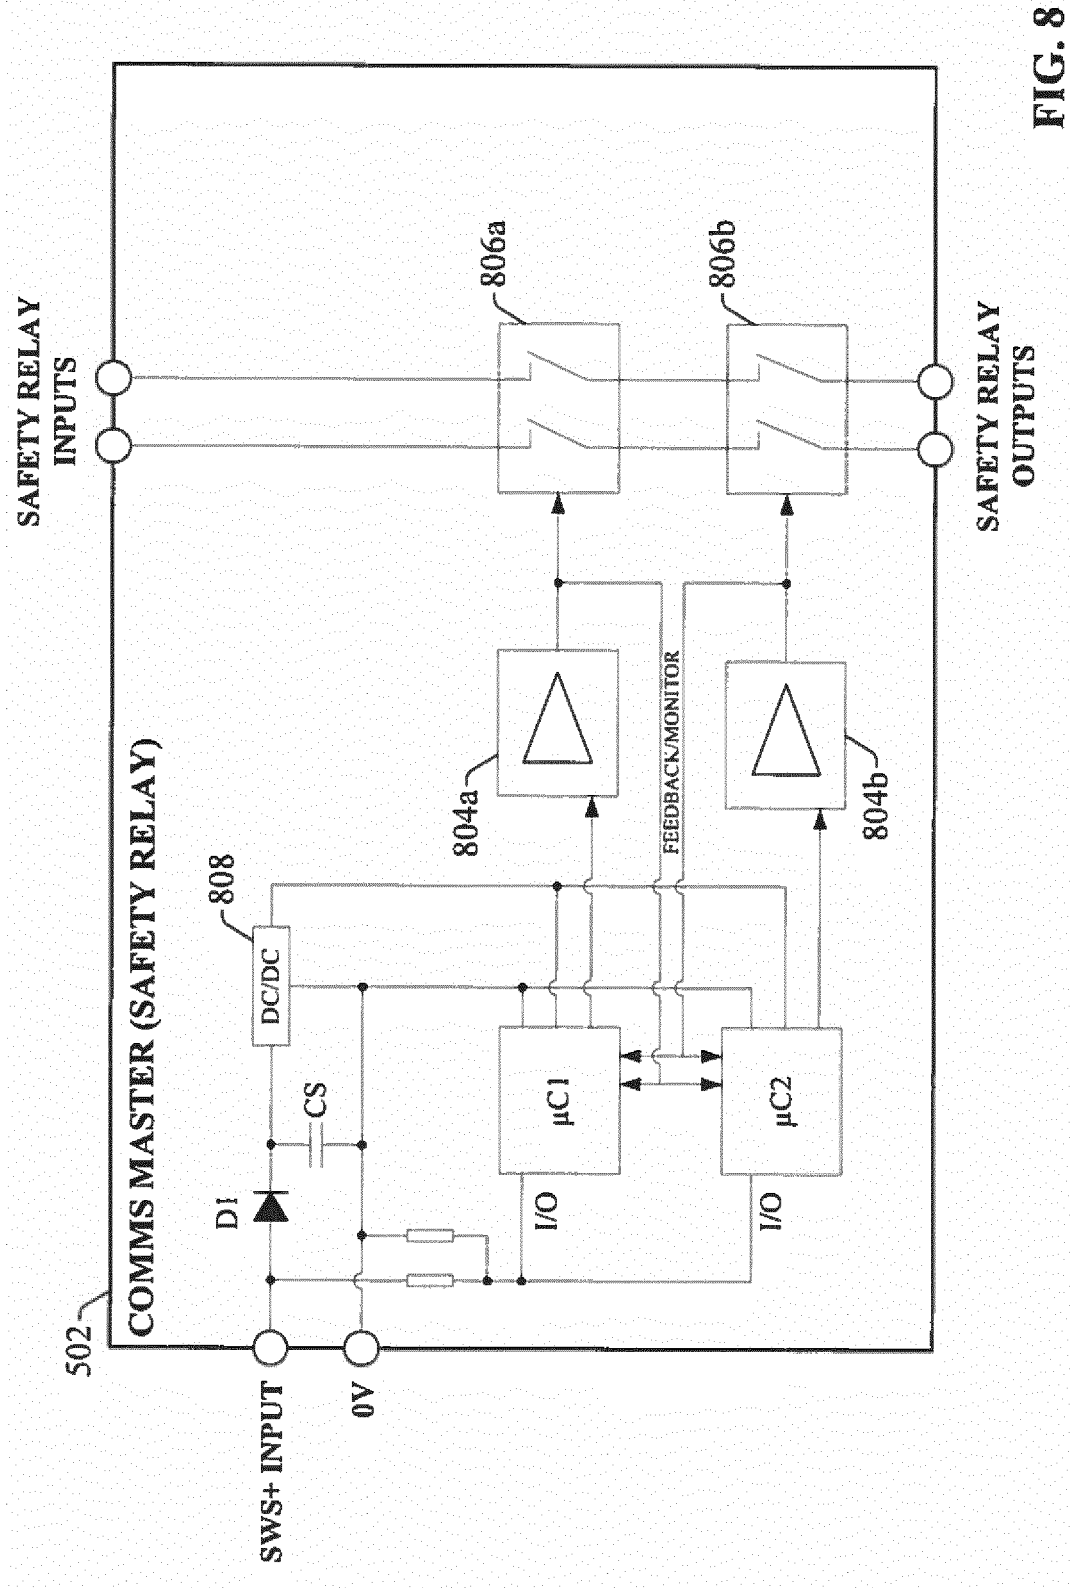 502
COMMS MASTER (SAFETY RELAY)
SWS+ INPUT
0V
D1
CS
808
DC/DC
I/O
µC1
I/O
µC2
804a
804b
FEEDBACK/MONITOR
806a
806b
SAFETY RELAY
INPUTS
SAFETY RELAY
OUTPUTS
FIG. 8